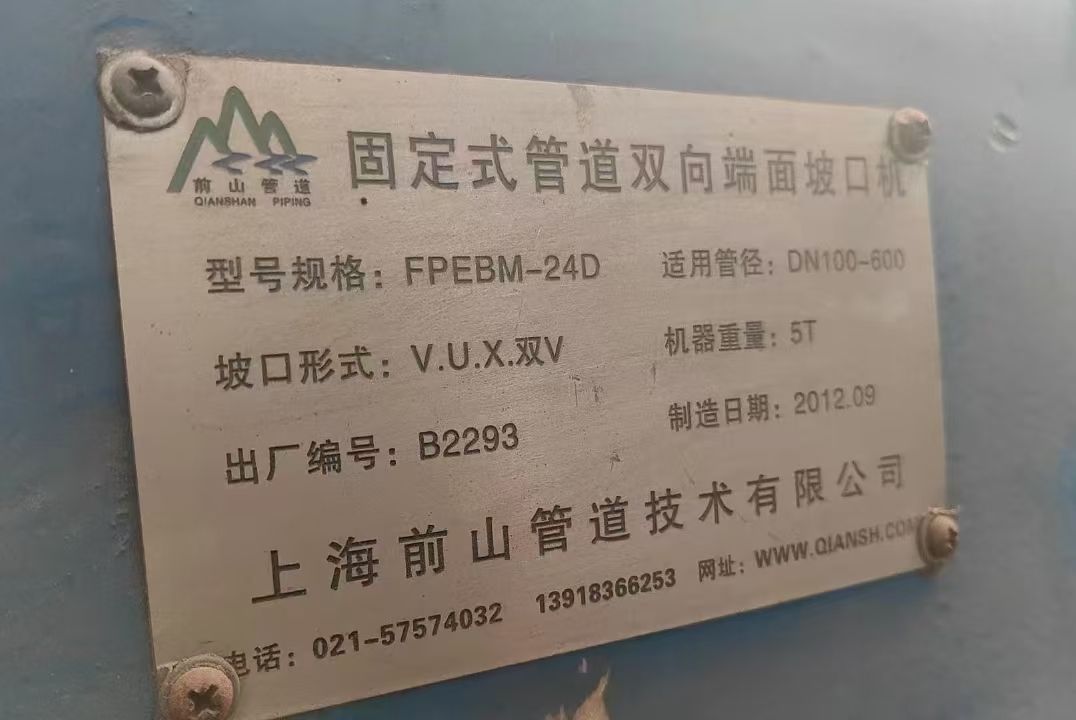 前山管道
QIANSHAN PIPING
固定式管道双向端面坡口机
型号规格：FPEBM-24D 适用管径：DN100-600
坡口形式：V.U.X.双V 机器重量：5T
出厂编号：B2293 制造日期：2012.09
上海前山管道技术有限公司
电话：021-57574032 13918366253 网址：WWW.QIANSH.COM